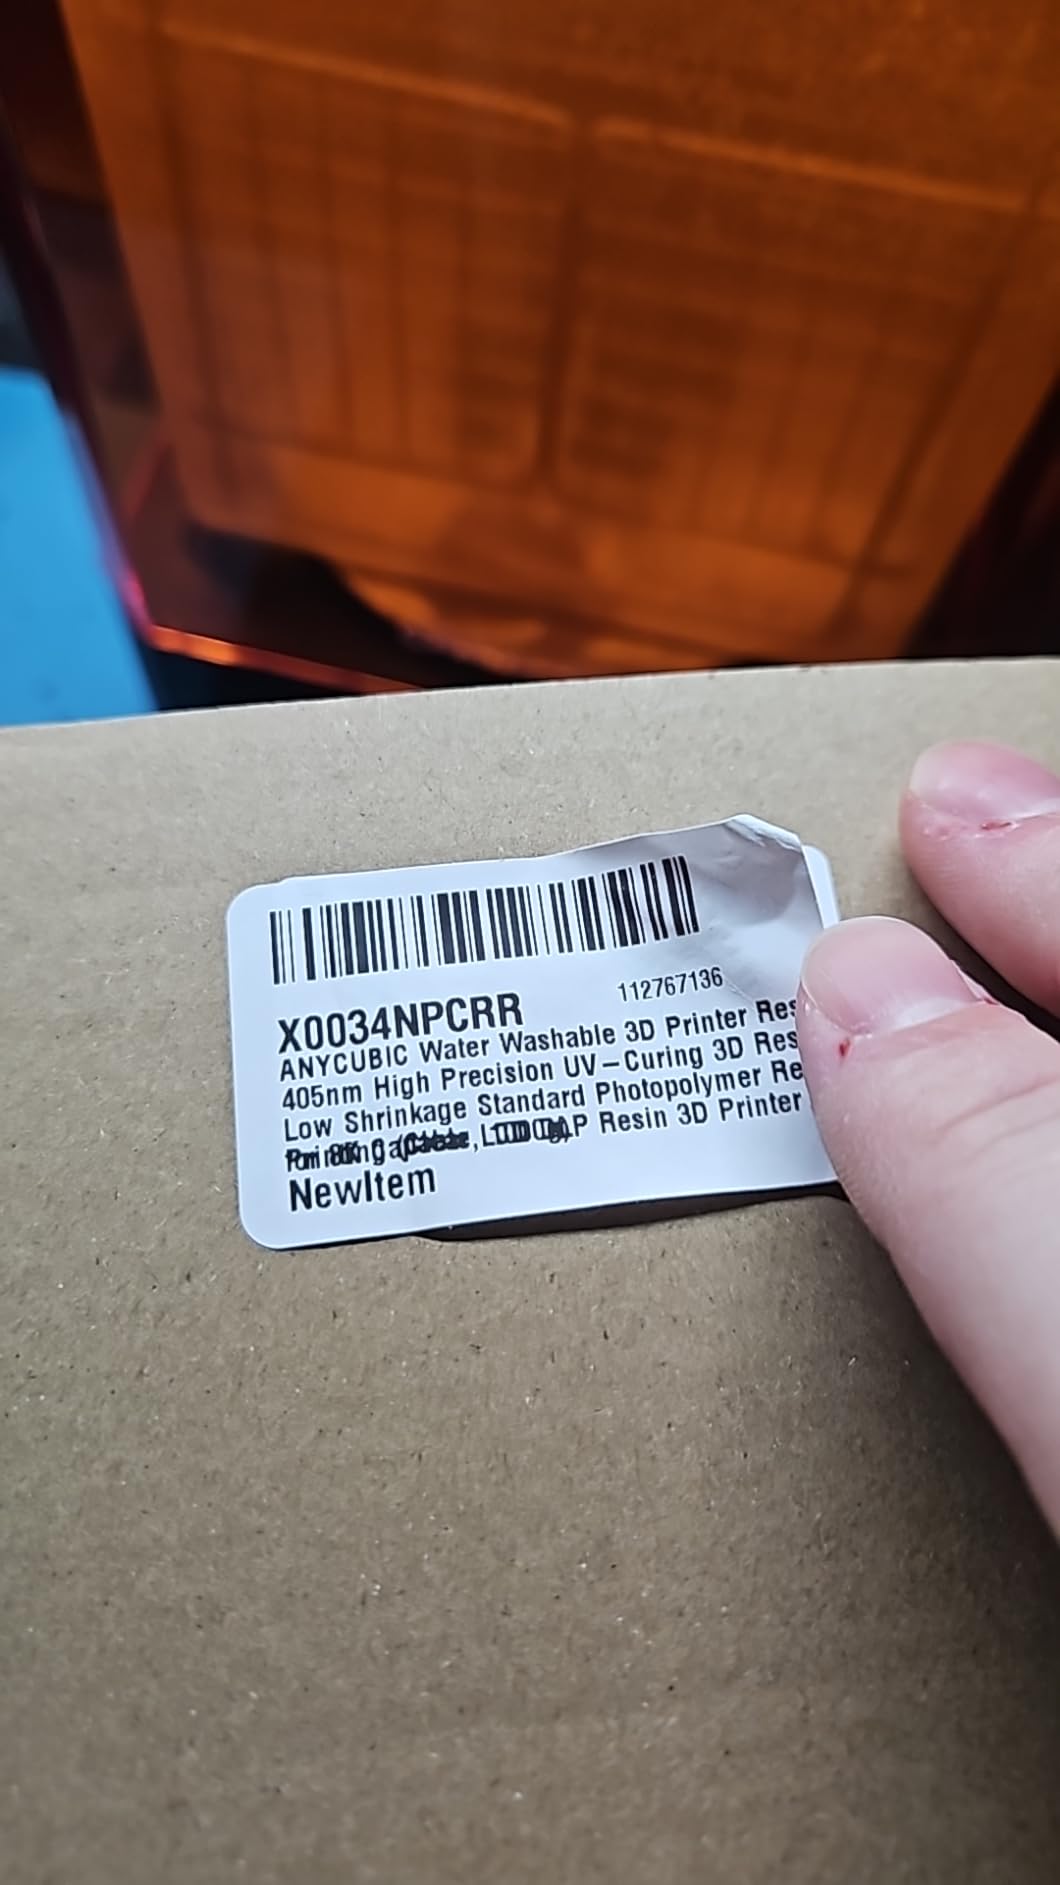 112767136
X0034NPCRR
ANYCUBIC Water Washable 3D Printer Res
405nm High Precision UV-Curing 3D Res
Low Shrinkage Standard Photopolymer Re
Resin 3D Printer
NewItem